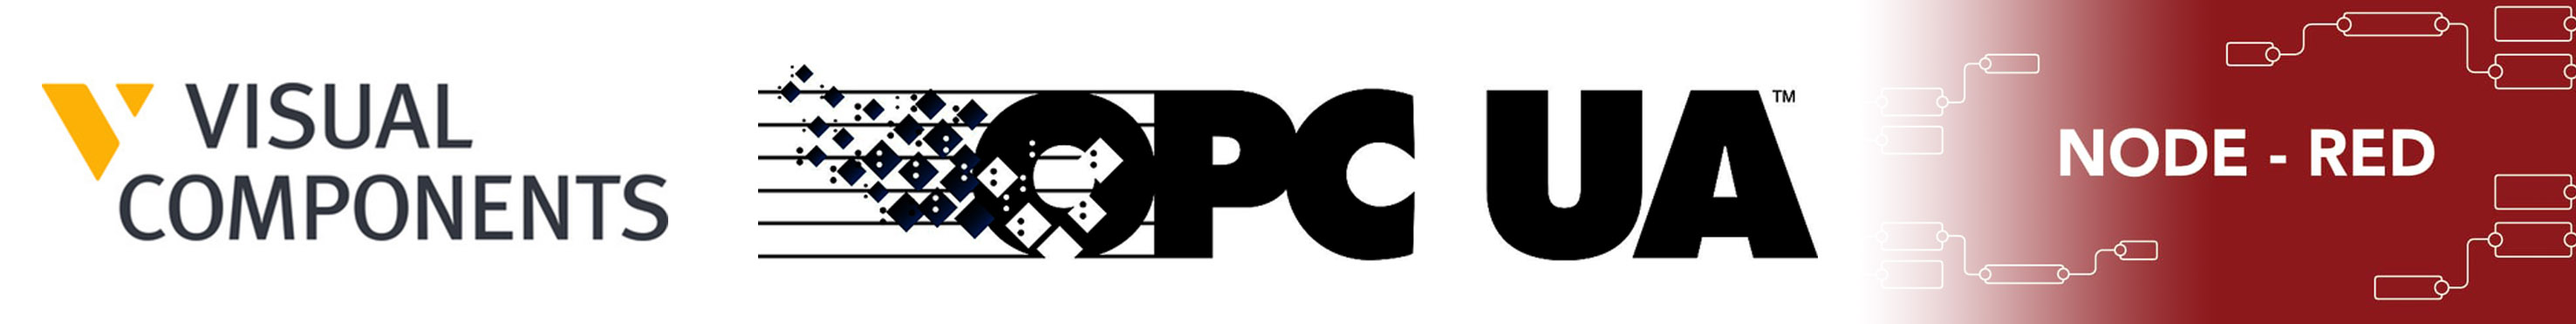 VISUAL
COMPONENTS
OPC UA™
NODE - RED